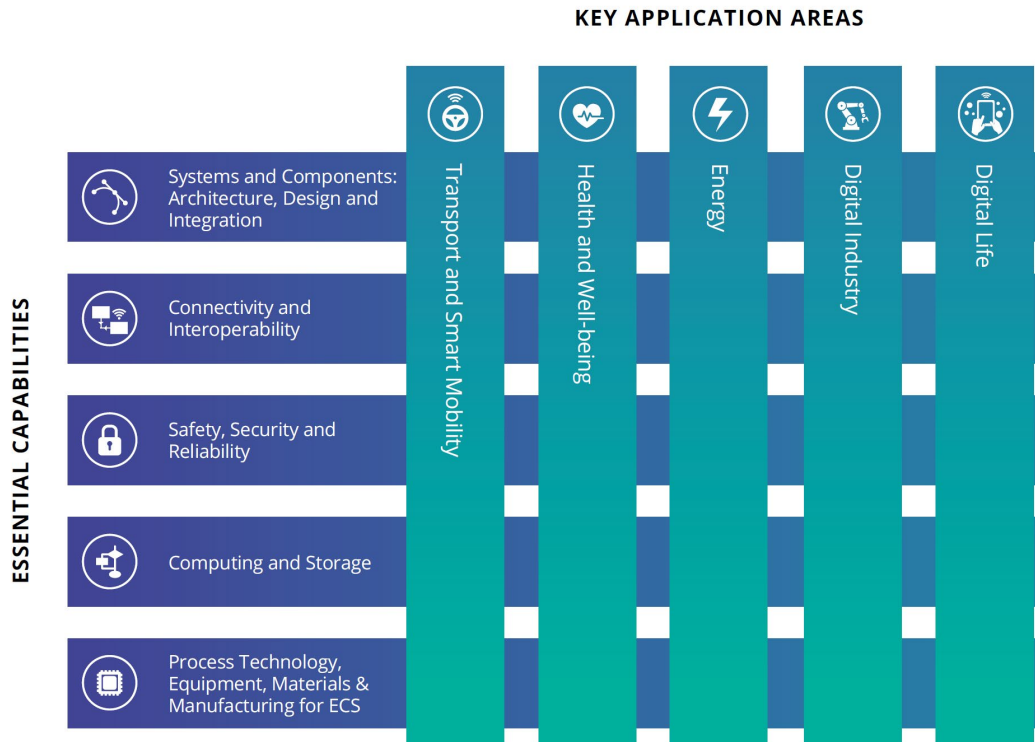 KEY APPLICATION AREAS
Transport and Smart Mobility
Health and Well-being
Energy
Digital Industry
Digital Life
ESSENTIAL CAPABILITIES
Systems and Components:
Architecture, Design and
Integration
Connectivity and
Interoperability
Safety, Security and
Reliability
Computing and Storage
Process Technology,
Equipment, Materials &
Manufacturing for ECS